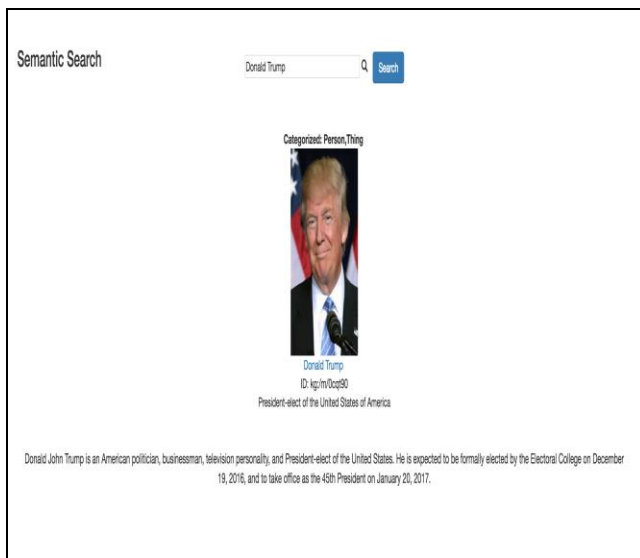 Semantic Search
Donald Trump
Search
Categorized: Person,Thing
Donald Trump
ID: kg:/m/0cqt90
President-elect of the United States of America
Donald John Trump is an American politician, businessman, television personality, and President-elect of the United States. He is expected to be formally elected by the Electoral College on December
19, 2016, and to take office as the 45th President on January 20, 2017.